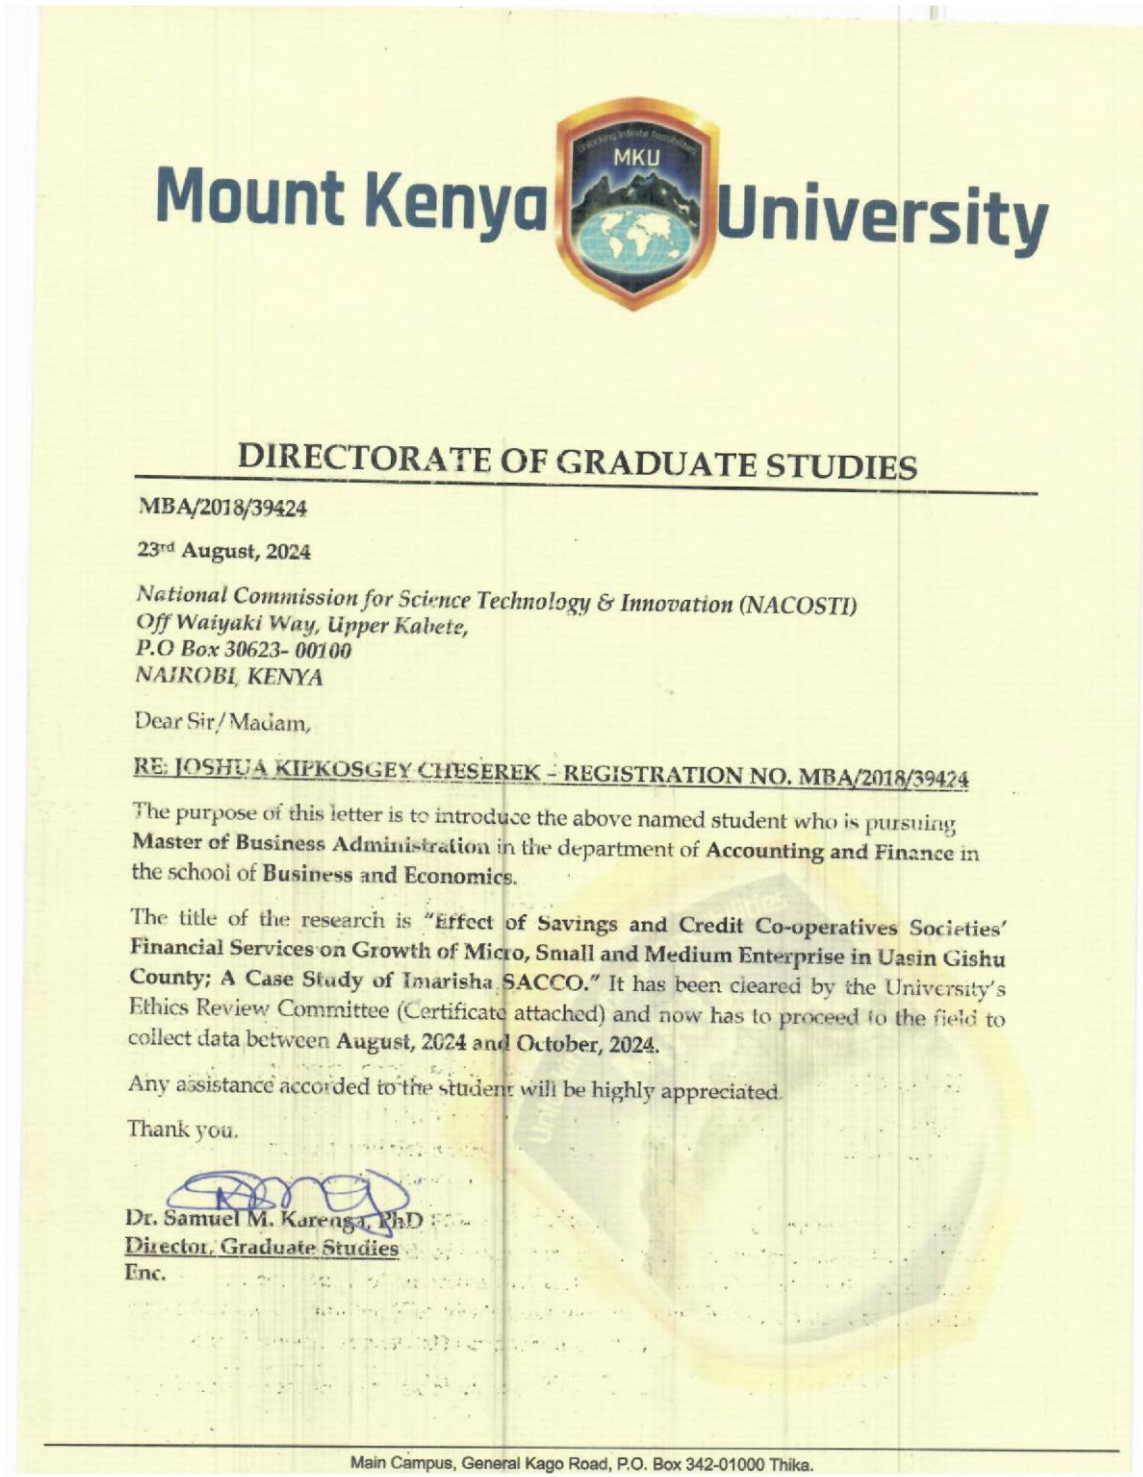 Unlocking Infinite Possibilities
MKU
Mount Kenya University
DIRECTORATE OF GRADUATE STUDIES
MBA/2018/39424
23rd August, 2024
National Commission for Science Technology & Innovation (NACOSTI)
Off Waiyaki Way, Upper Kabete,
P.O Box 30623- 00100
NAIROBI, KENYA
Dear Sir/Madam,
RE: JOSHUA KIPKOSGEY CHESEREK – REGISTRATION NO. MBA/2018/39424
The purpose of this letter is to introduce the above named student who is pursuing
Master of Business Administration in the department of Accounting and Finance in
the school of Business and Economics.
The title of the research is “Effect of Savings and Credit Co-operatives Societies’
Financial Services on Growth of Micro, Small and Medium Enterprise in Uasin Gishu
County; A Case Study of Imarisha SACCO.” It has been cleared by the University’s
Ethics Review Committee (Certificate attached) and now has to proceed to the field to
collect data between August, 2024 and October, 2024.
Any assistance accorded to the student will be highly appreciated.
Thank you.
Dr. Samuel M. Karenga, PhD
Director, Graduate Studies
Enc.
Main Campus, General Kago Road, P.O. Box 342-01000 Thika.